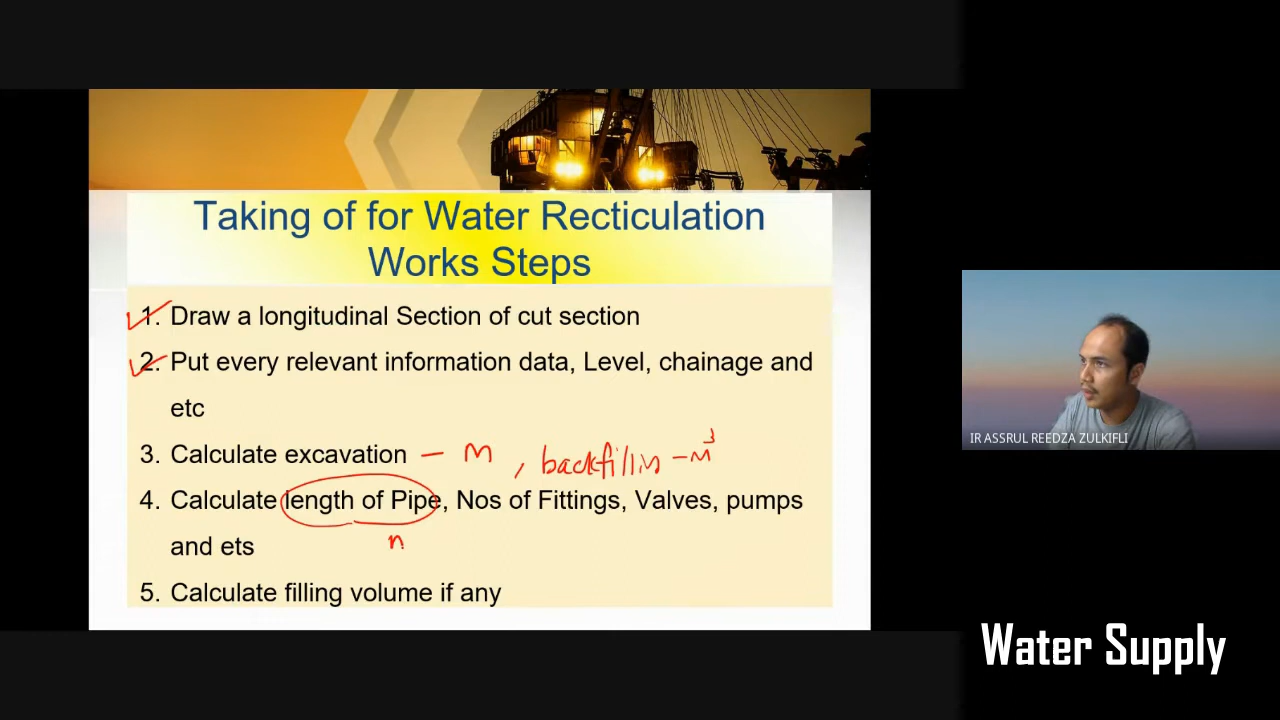 Taking of for Water Recticulation
Works Steps
1. Draw a longitudinal Section of cut section
2. Put every relevant information data, Level, chainage and
etc
3. Calculate excavation – m , backfilling – m³
4. Calculate length of Pipe, Nos of Fittings, Valves, pumps
and ets
n
5. Calculate filling volume if any
IR ASSRUL REEDZA ZULKIFLI
Water Supply